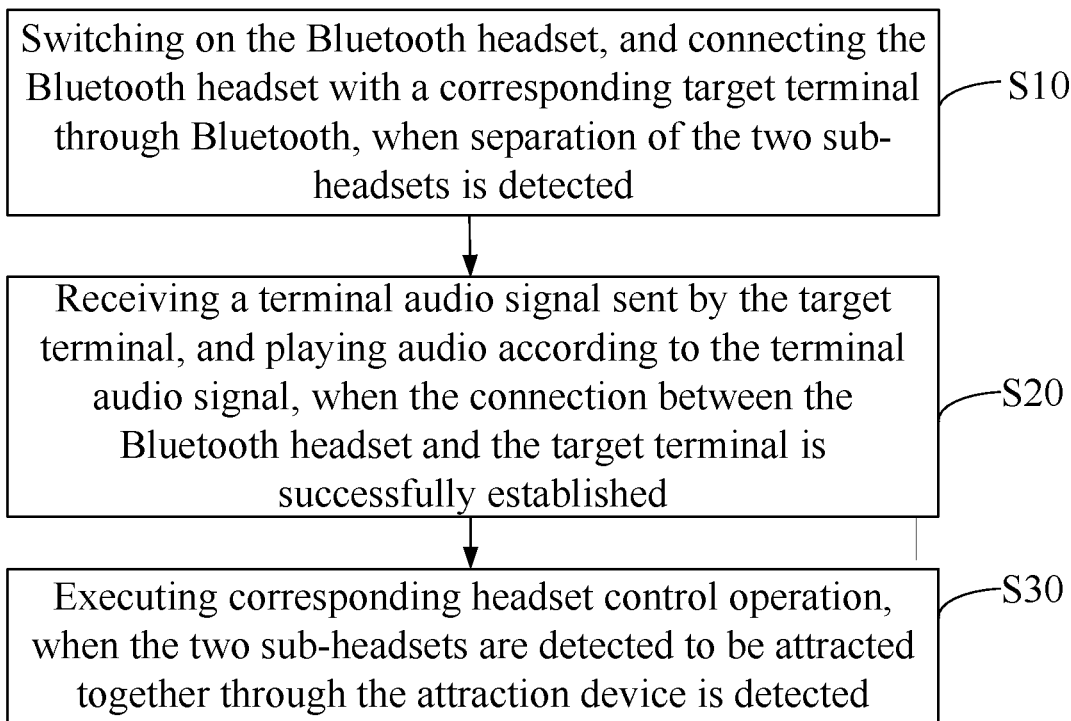 Switching on the Bluetooth headset, and connecting the
Bluetooth headset with a corresponding target terminal
through Bluetooth, when separation of the two sub-
headsets is detected
S10
Receiving a terminal audio signal sent by the target
terminal, and playing audio according to the terminal
audio signal, when the connection between the
Bluetooth headset and the target terminal is
successfully established
S20
Executing corresponding headset control operation,
when the two sub-headsets are detected to be attracted
together through the attraction device is detected
S30